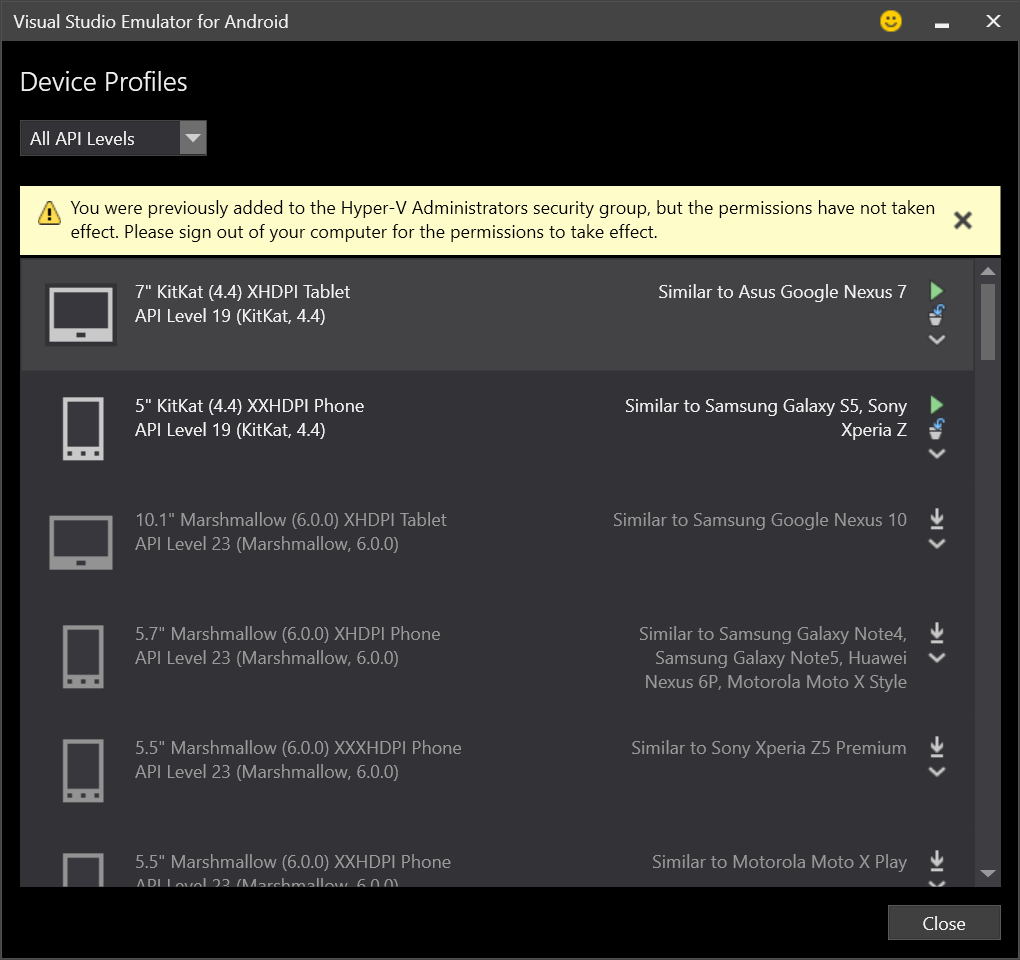 Visual Studio Emulator for Android
Device Profiles
All API Levels
You were previously added to the Hyper-V Administrators security group, but the permissions have not taken
effect. Please sign out of your computer for the permissions to take effect.
7" KitKat (4.4) XHDPI Tablet
API Level 19 (KitKat, 4.4)
Similar to Asus Google Nexus 7
5" KitKat (4.4) XXHDPI Phone
API Level 19 (KitKat, 4.4)
Similar to Samsung Galaxy S5, Sony
Xperia Z
10.1" Marshmallow (6.0.0) XHDPI Tablet
API Level 23 (Marshmallow, 6.0.0)
Similar to Samsung Google Nexus 10
5.7" Marshmallow (6.0.0) XHDPI Phone
API Level 23 (Marshmallow, 6.0.0)
Similar to Samsung Galaxy Note4,
Samsung Galaxy Note5, Huawei
Nexus 6P, Motorola Moto X Style
5.5" Marshmallow (6.0.0) XXXHDPI Phone
API Level 23 (Marshmallow, 6.0.0)
Similar to Sony Xperia Z5 Premium
5.5" Marshmallow (6.0.0) XXHDPI Phone
API Level 23 (Marshmallow, 6.0.0)
Similar to Motorola Moto X Play
Close